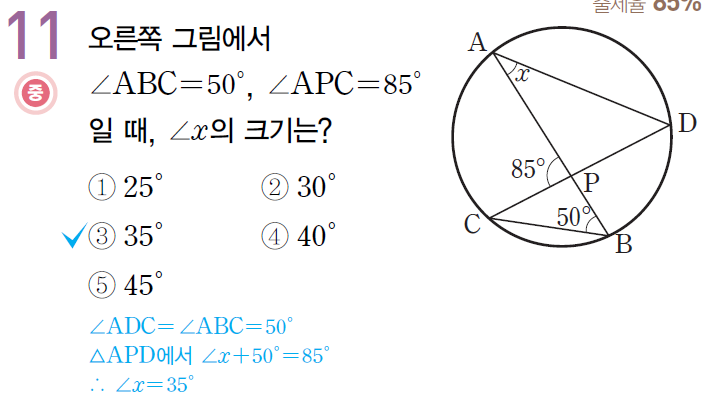 출제율 85%
11
중
오른쪽 그림에서
∠ABC=50°, ∠APC=85°
일 때, ∠x의 크기는?
① 25° ② 30°
③ 35° ④ 40°
⑤ 45°
∠ADC=∠ABC=50°
△APD에서 ∠x+50°=85°
∴ ∠x=35°
A
x
D
85°
P
C
50°
B